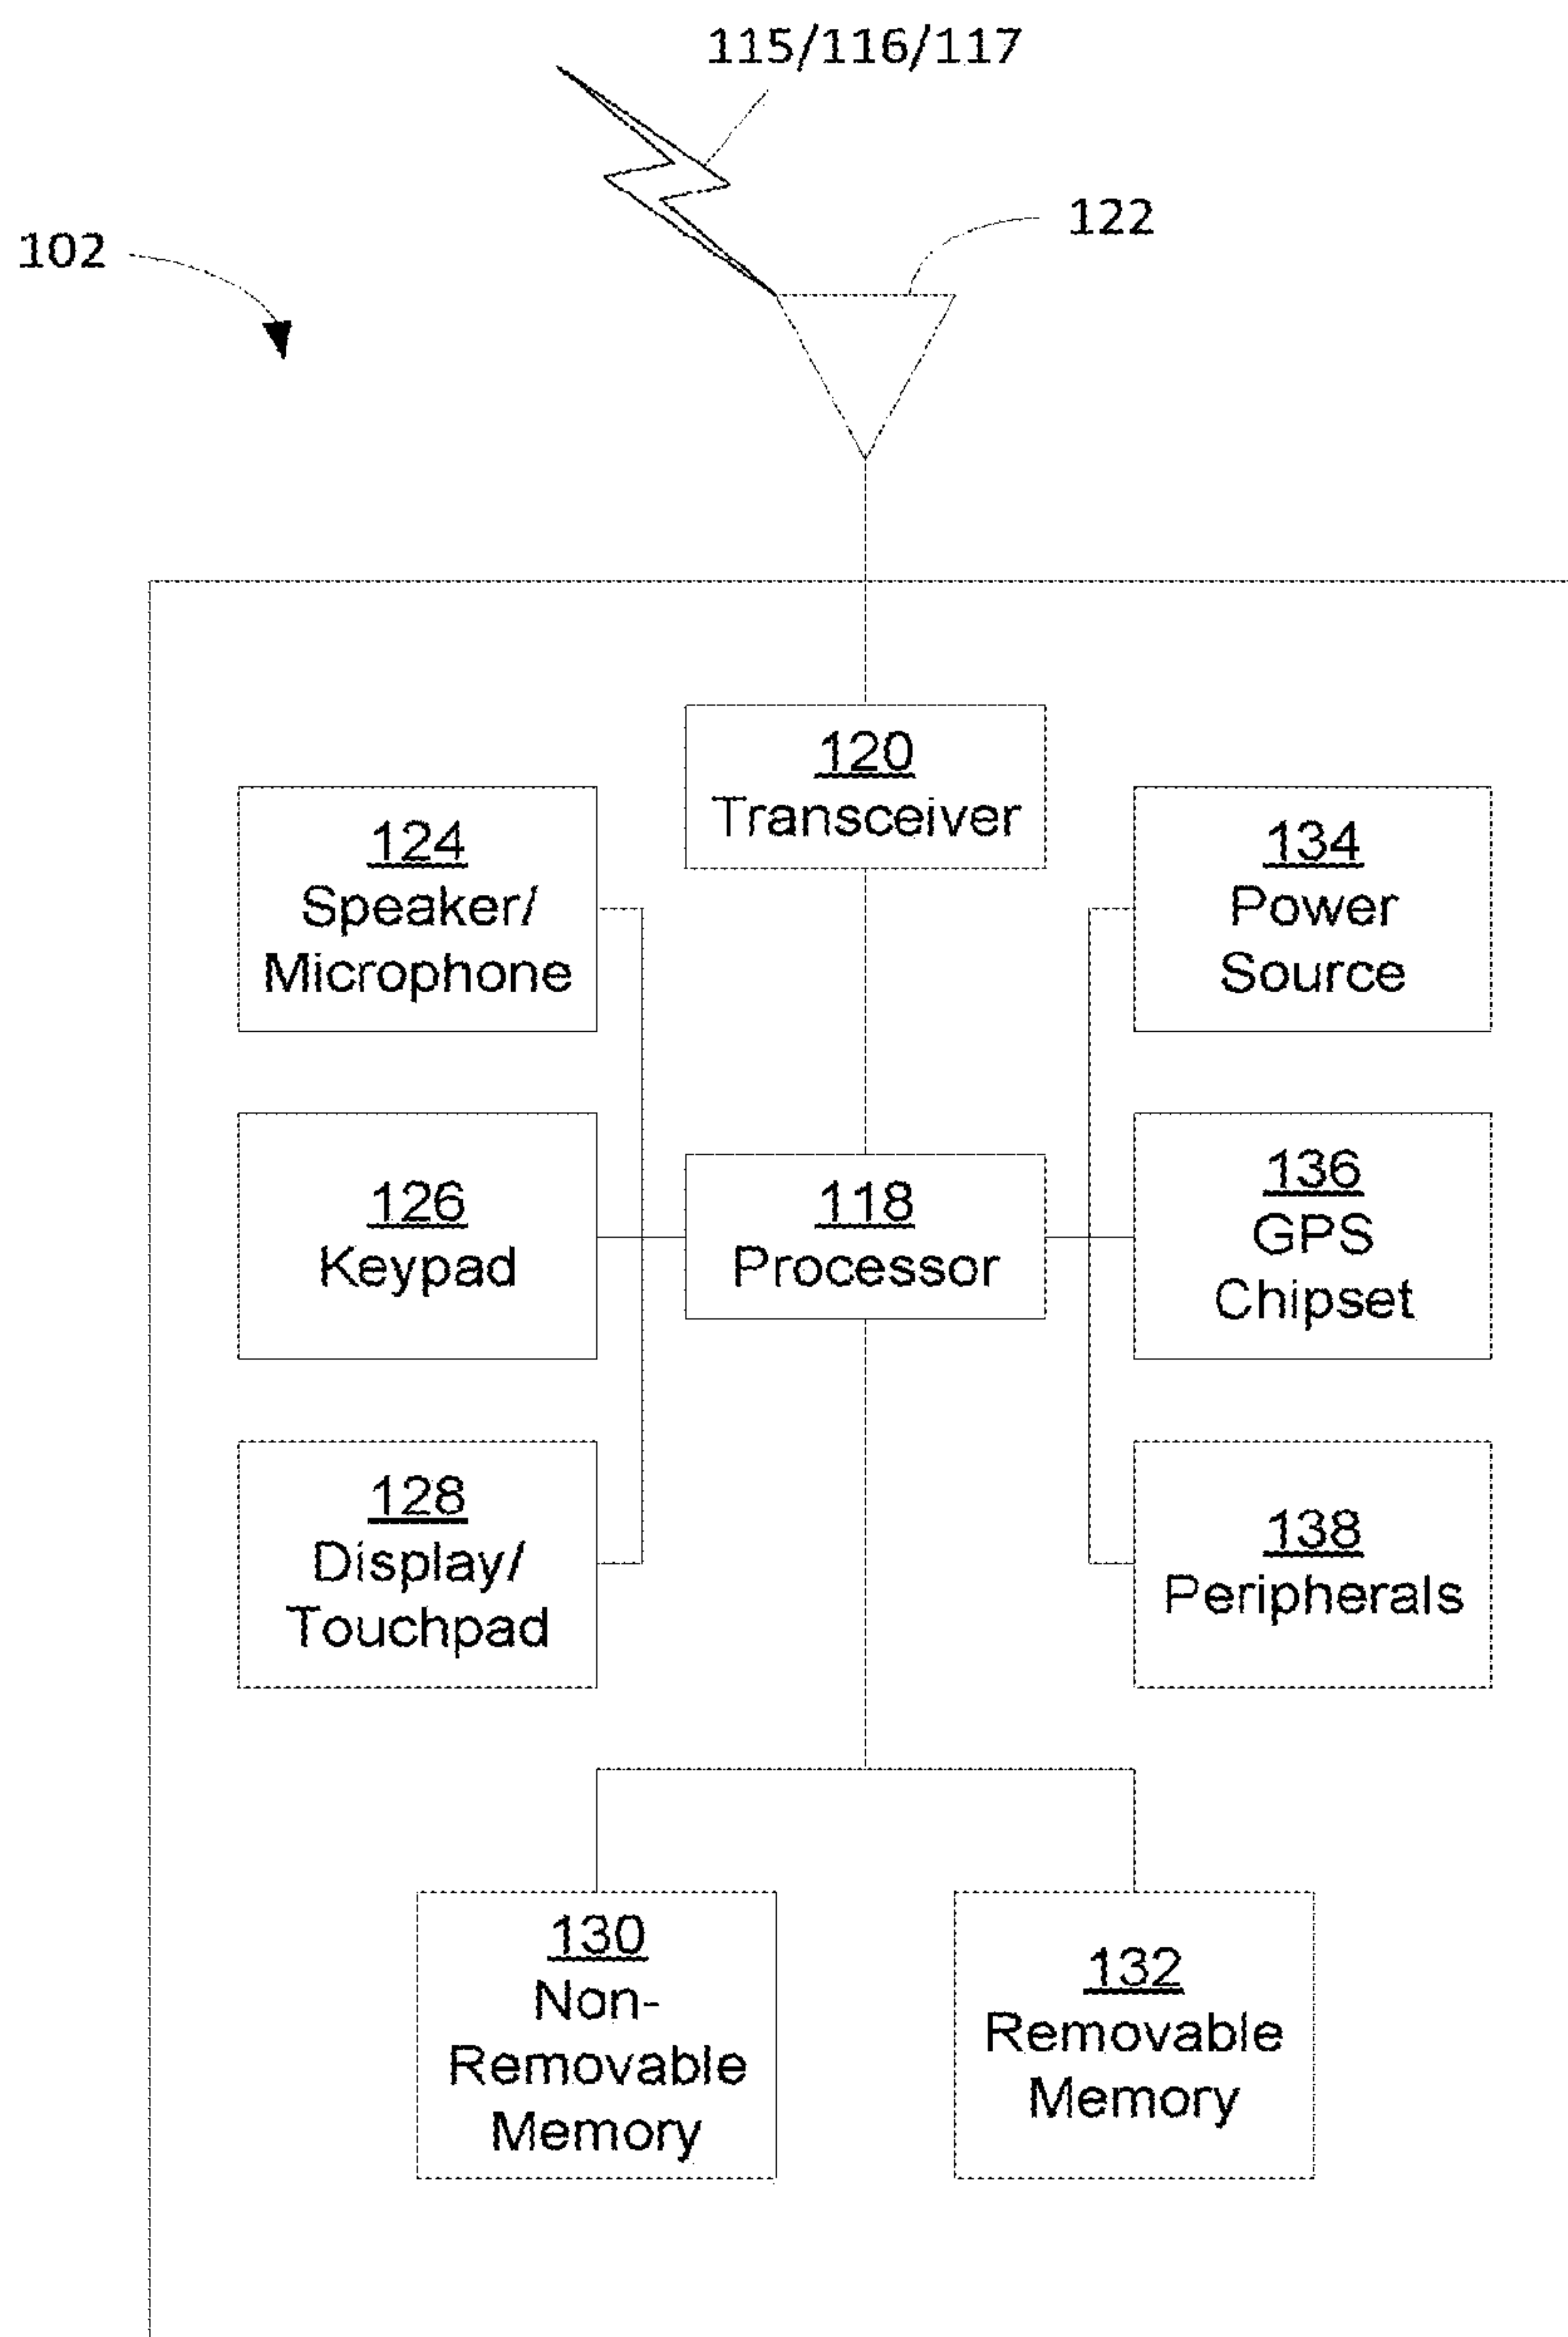 115/116/117
122
102
120
Transceiver
124
Speaker/
Microphone
134
Power
Source
126
Keypad
118
Processor
136
GPS
Chipset
128
Display/
Touchpad
138
Peripherals
130
Non-
Removable
Memory
132
Removable
Memory